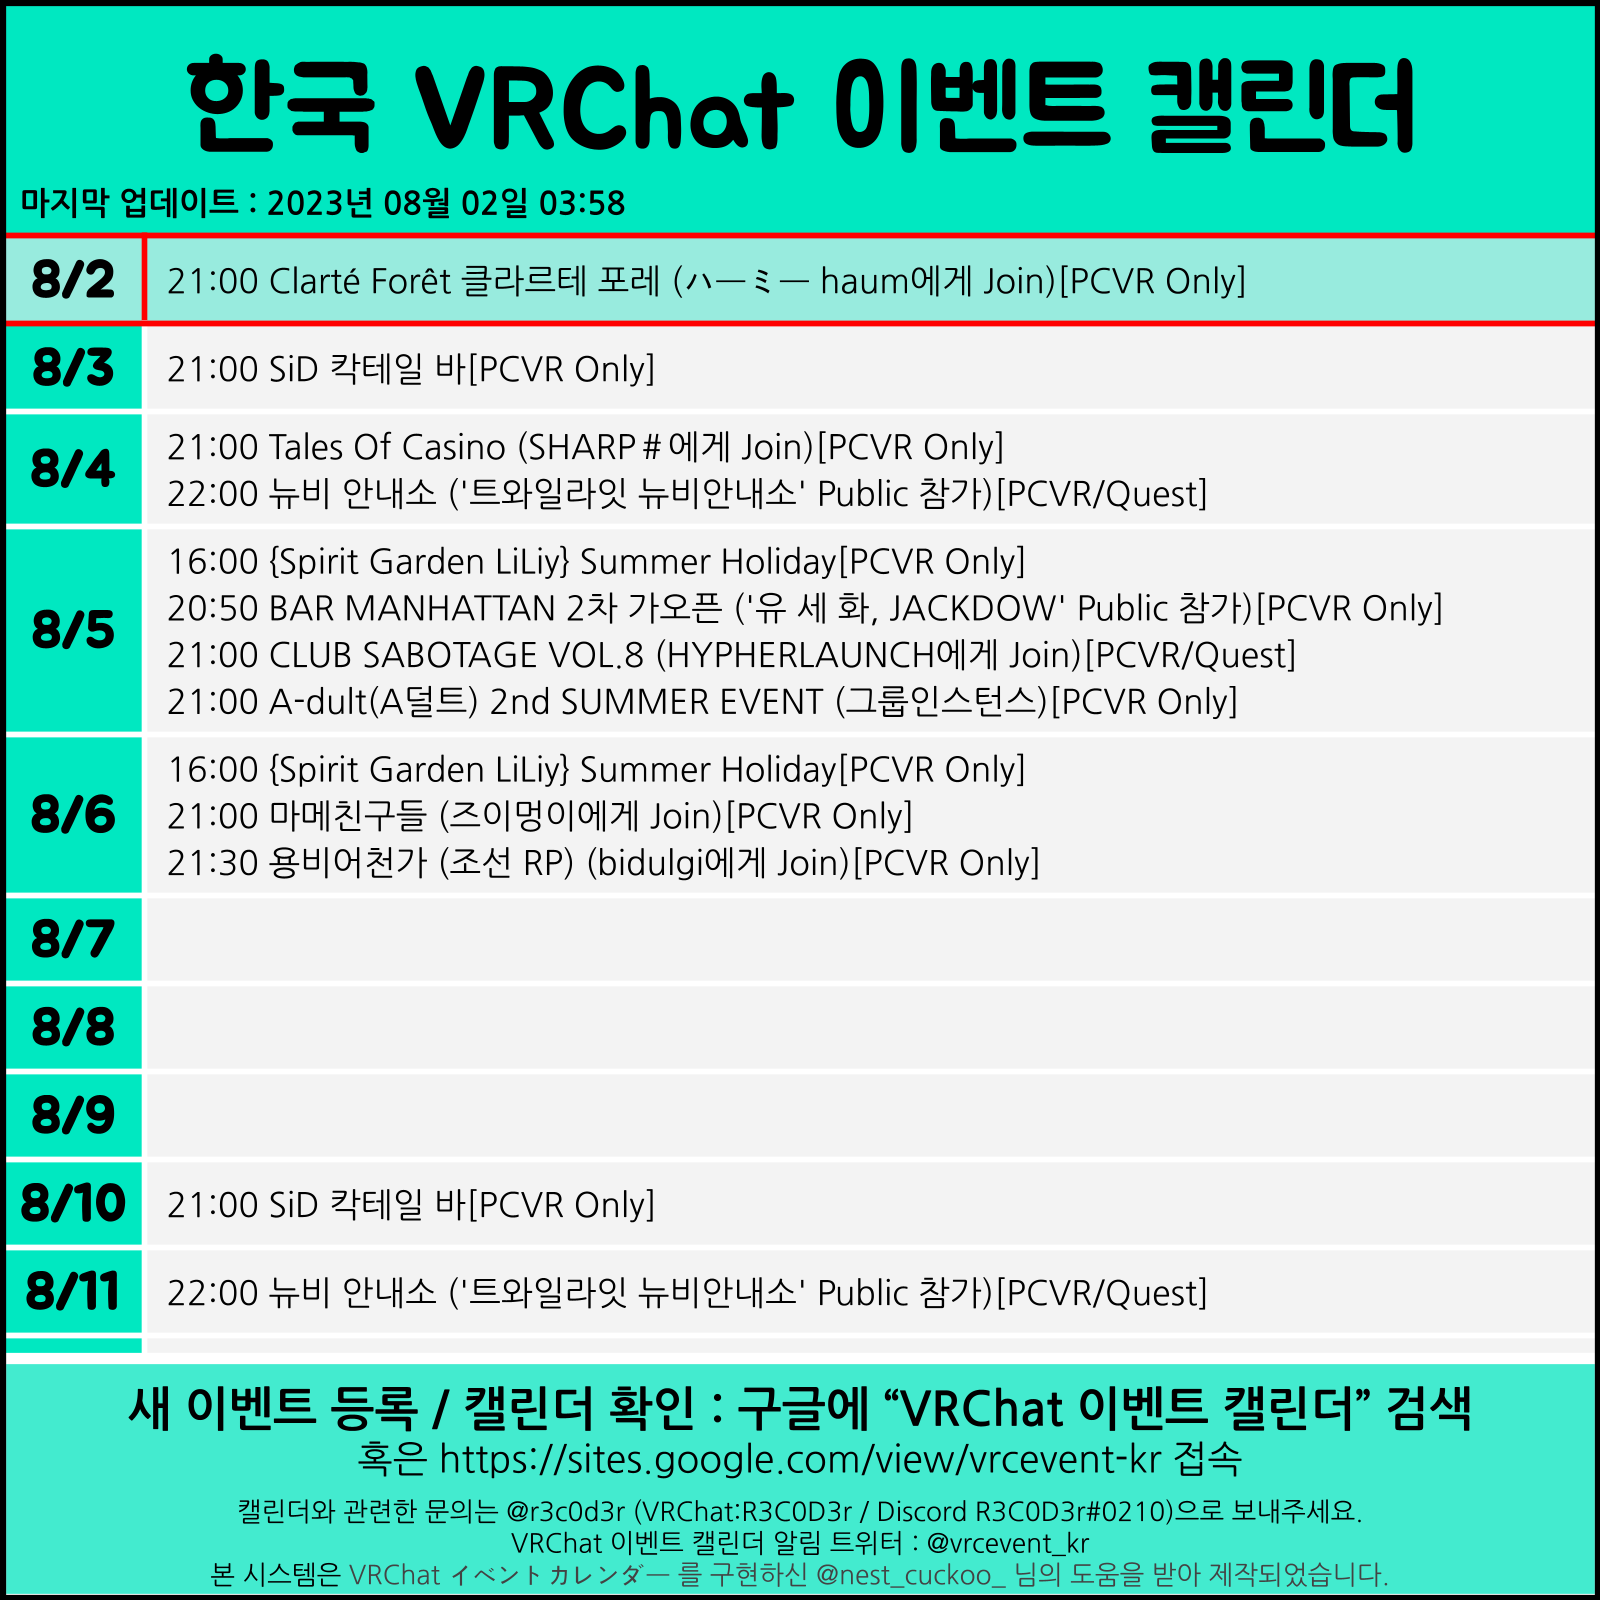 한국 VRChat 이벤트 캘린더
마지막 업데이트 : 2023년 08월 02일 03:58
8/2
21:00 Clarté Forêt 클라르테 포레 (ハーミー haum에게 Join)[PCVR Only]
8/3
21:00 SiD 칵테일 바[PCVR Only]
8/4
21:00 Tales Of Casino (SHARP＃에게 Join)[PCVR Only]
22:00 뉴비 안내소 ('트와일라잇 뉴비안내소' Public 참가)[PCVR/Quest]
8/5
16:00 {Spirit Garden LiLiy} Summer Holiday[PCVR Only]
20:50 BAR MANHATTAN 2차 가오픈 ('유 세 화, JACKDOW' Public 참가)[PCVR Only]
21:00 CLUB SABOTAGE VOL.8 (HYPHERLAUNCH에게 Join)[PCVR/Quest]
21:00 A-dult(A덜트) 2nd SUMMER EVENT (그룹인스턴스)[PCVR Only]
8/6
16:00 {Spirit Garden LiLiy} Summer Holiday[PCVR Only]
21:00 마메친구들 (즈이멍이에게 Join)[PCVR Only]
21:30 용비어천가 (조선 RP) (bidulgi에게 Join)[PCVR Only]
8/7
8/8
8/9
8/10
21:00 SiD 칵테일 바[PCVR Only]
8/11
22:00 뉴비 안내소 ('트와일라잇 뉴비안내소' Public 참가)[PCVR/Quest]
새 이벤트 등록 / 캘린더 확인 : 구글에 “VRChat 이벤트 캘린더” 검색
혹은 https://sites.google.com/view/vrcevent-kr 접속
캘린더와 관련한 문의는 @r3c0d3r (VRChat:R3C0D3r / Discord R3C0D3r#0210)으로 보내주세요.
VRChat 이벤트 캘린더 알림 트위터 : @vrcevent_kr
본 시스템은 VRChat イベントカレンダー 를 구현하신 @nest_cuckoo_ 님의 도움을 받아 제작되었습니다.